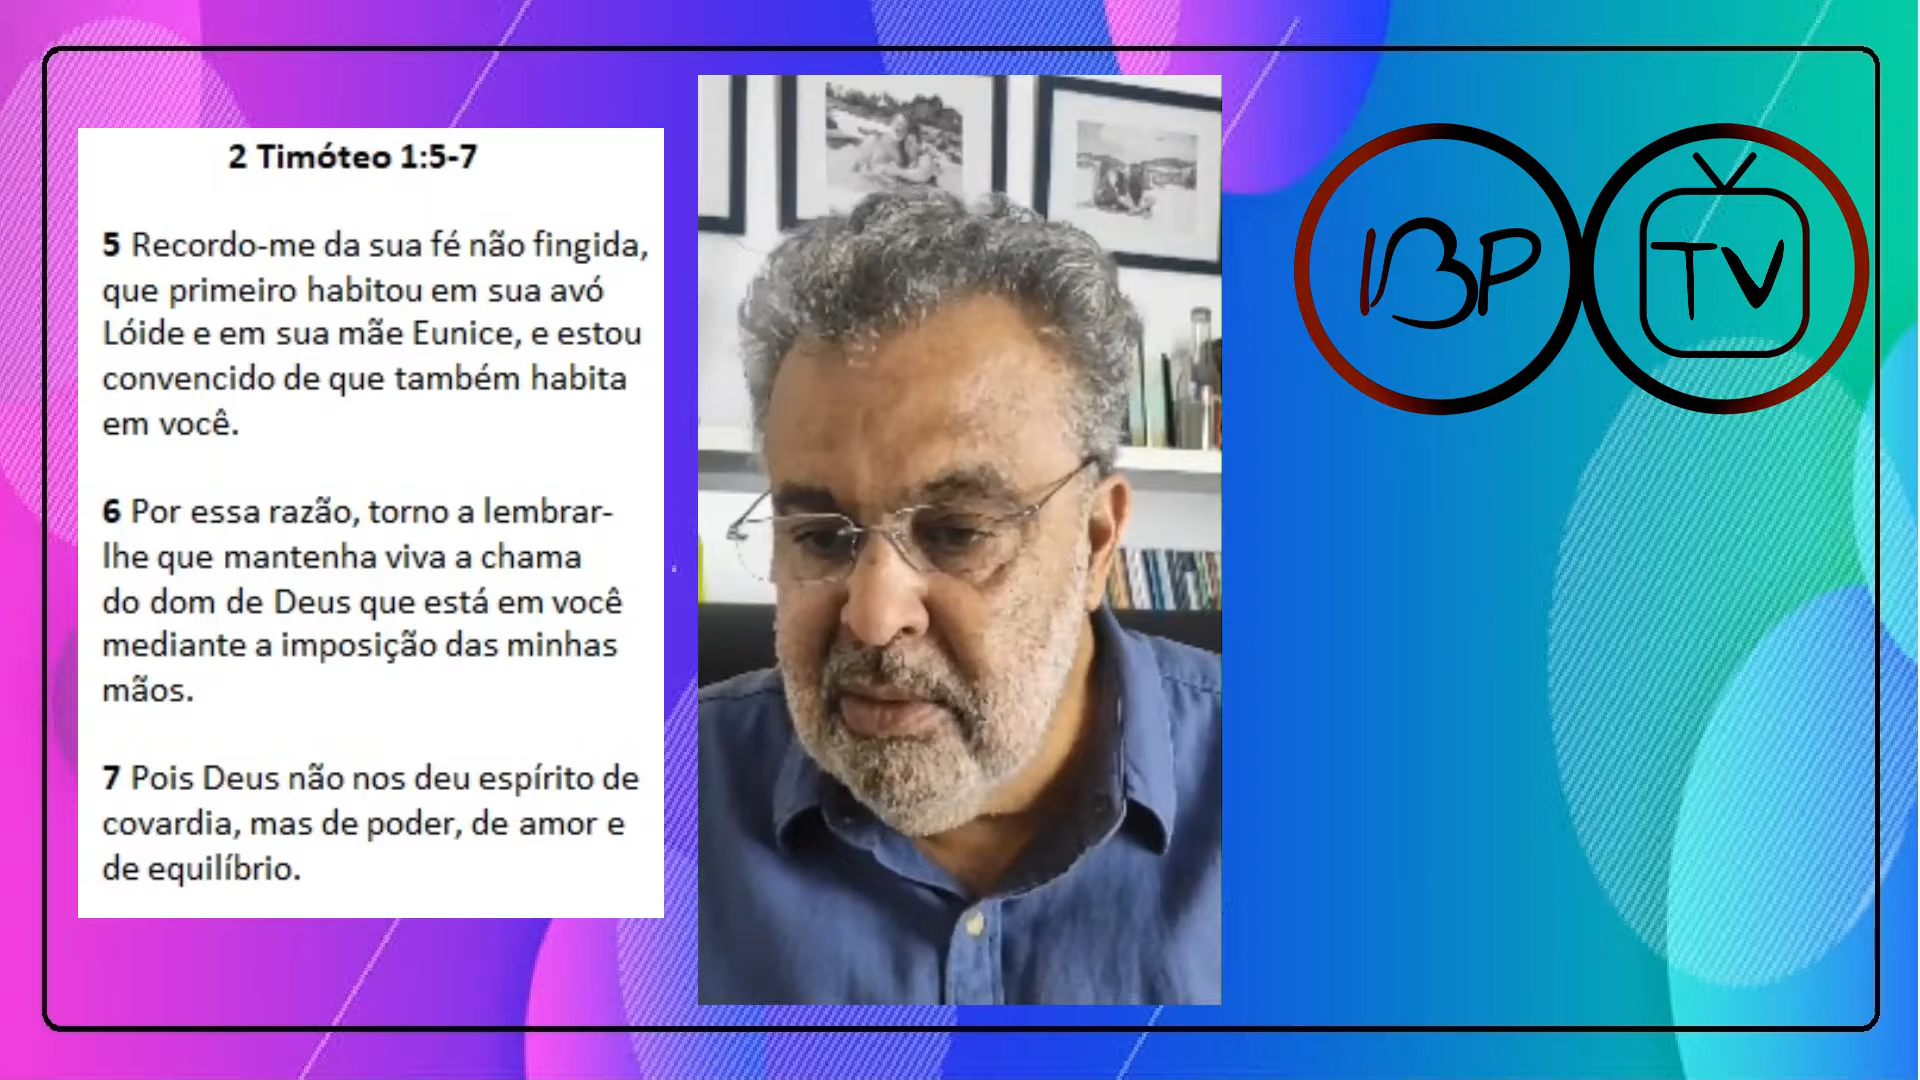 2 Timóteo 1:5-7
5 Recordo-me da sua fé não fingida,
que primeiro habitou em sua avó
Lóide e em sua mãe Eunice, e estou
convencido de que também habita
em você.
6 Por essa razão, torno a lembrar-
lhe que mantenha viva a chama
do dom de Deus que está em você
mediante a imposição das minhas
mãos.
7 Pois Deus não nos deu espírito de
covardia, mas de poder, de amor e
de equilíbrio.
IBP
TV